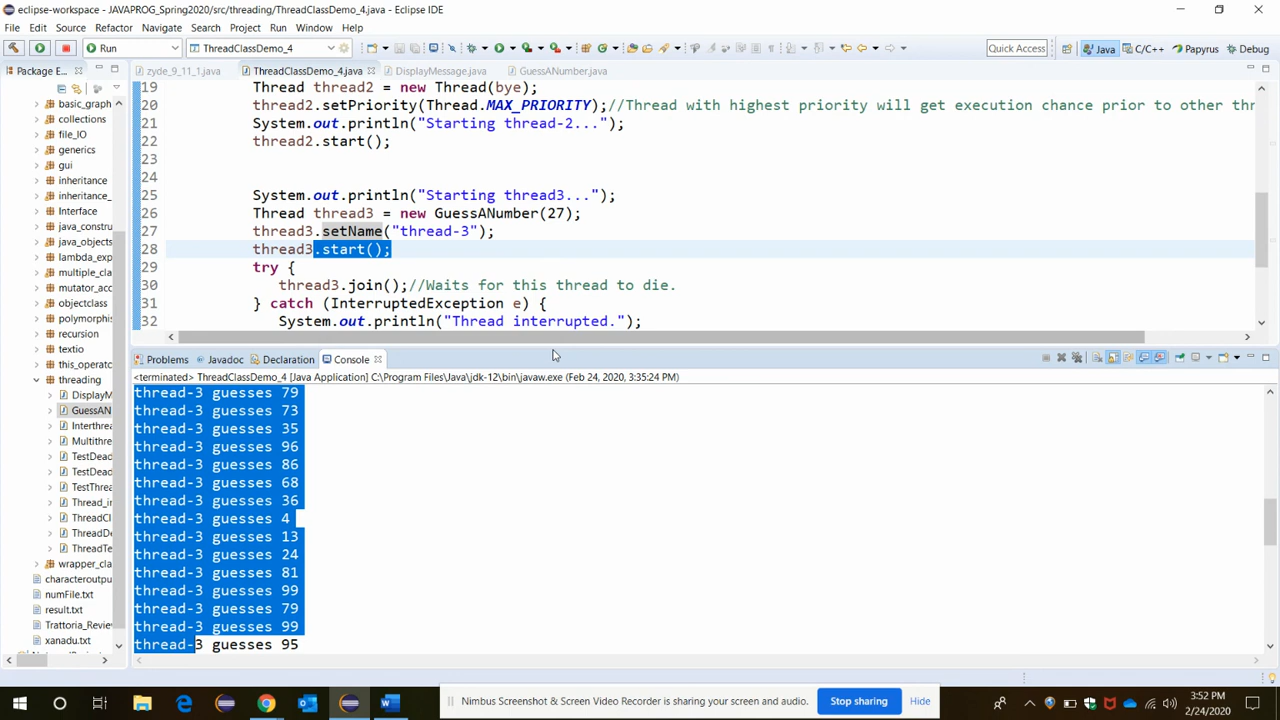 eclipse-workspace - JAVAPROG_Spring2020/src/threading/ThreadClassDemo_4.java - Eclipse IDE
File Edit Source Refactor Navigate Search Project Run Window Help
Run ThreadClassDemo_4 Quick Access Java C/C++ Papyrus Debug
Package E... zyde_9_11_1.java ThreadClassDemo_4.java DisplayMessage.java GuessANumber.java
basic_graph
collections
file_IO
generics
gui
inheritance
inheritance_
Interface
java_constru
java_objects
lambda_exp
multiple_cla
mutator_acc
objectclass
polymorphis
recursion
textio
this_operato
wrapper_cla
threading
DisplayM
GuessAN
Interthrea
Multithre
TestDead
TestDead
TestThrea
Thread_in
ThreadCl
ThreadDe
ThreadTe
wrapper_clas
characteroutpu
numFile.txt
result.txt
Trattoria_Review
xanadu.txt
19 Thread thread2 = new Thread(bye);
20 thread2.setPriority(Thread.MAX_PRIORITY);//Thread with highest priority will get execution chance prior to other thr
21 System.out.println("Starting thread-2...");
22 thread2.start();
23
24
25 System.out.println("Starting thread3...");
26 Thread thread3 = new GuessANumber(27);
27 thread3.setName("thread-3");
28 thread3.start();
29 try {
30 thread3.join();//Waits for this thread to die.
31 } catch (InterruptedException e) {
32 System.out.println("Thread interrupted.");
Problems Javadoc Declaration Console
<terminated> ThreadClassDemo_4 [Java Application] C:\Program Files\Java\jdk-12\bin\javaw.exe (Feb 24, 2020, 3:35:24 PM)
thread-3 guesses 79
thread-3 guesses 73
thread-3 guesses 35
thread-3 guesses 96
thread-3 guesses 86
thread-3 guesses 68
thread-3 guesses 36
thread-3 guesses 4
thread-3 guesses 13
thread-3 guesses 24
thread-3 guesses 81
thread-3 guesses 99
thread-3 guesses 79
thread-3 guesses 99
thread-3 guesses 95
Nimbus Screenshot & Screen Video Recorder is sharing your screen and audio. Stop sharing Hide
3:52 PM
2/24/2020